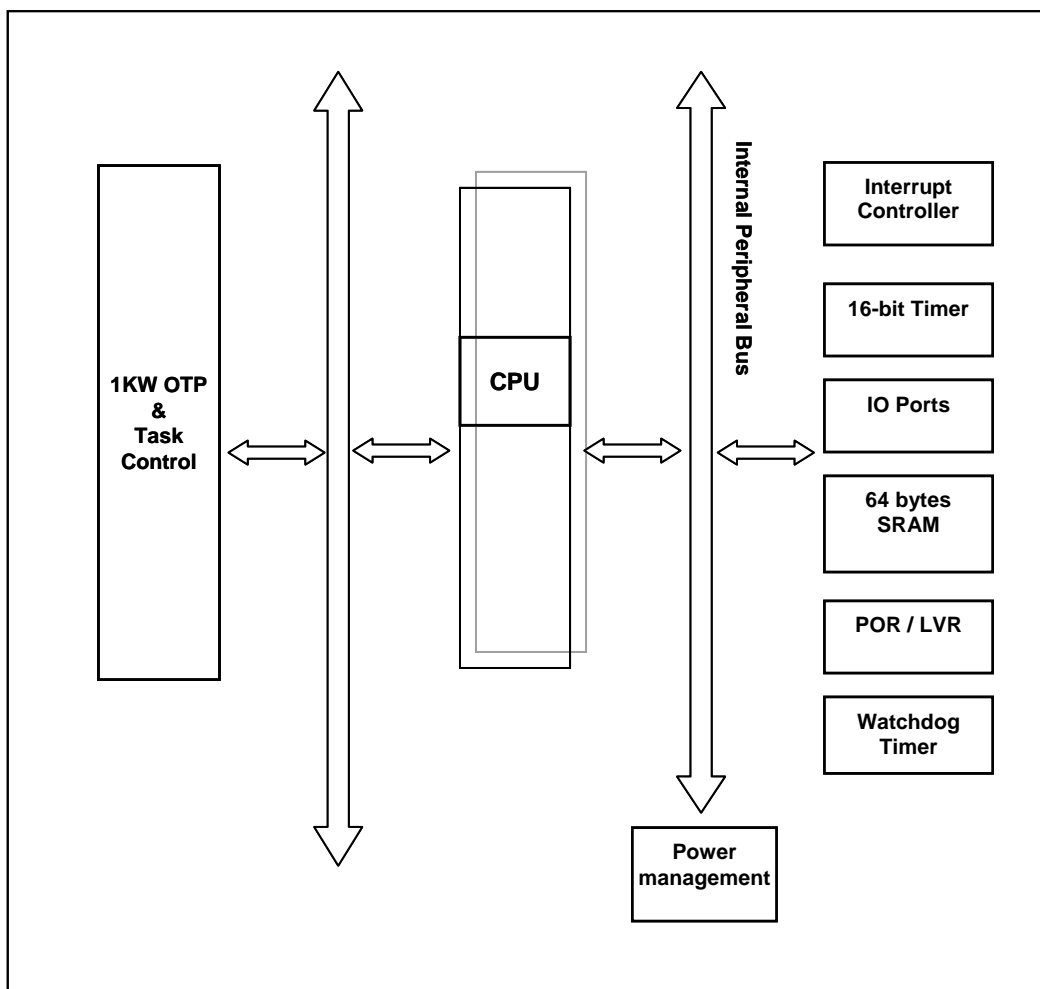 1KW OTP
&
Task
Control
CPU
Internal Peripheral Bus
Interrupt
Controller
16-bit Timer
IO Ports
64 bytes
SRAM
POR / LVR
Watchdog
Timer
Power
management